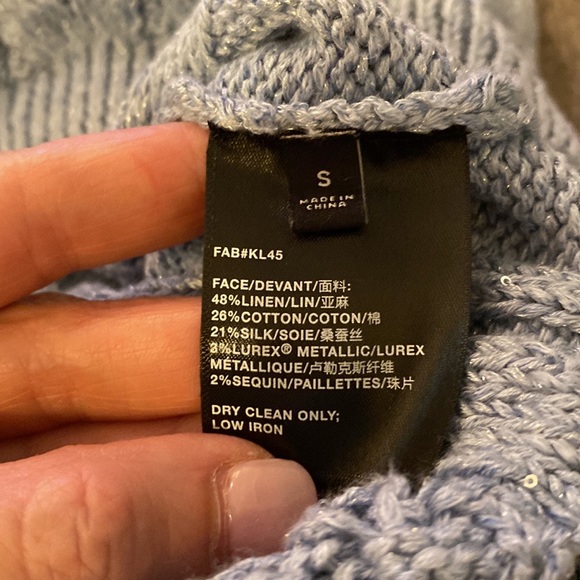 S
MADE IN
CHINA
FAB#KL45
FACE/DEVANT/面料:
48%LINEN/LIN/亚麻
26%COTTON/COTON/棉
21%SILK/SOIE/桑蚕丝
3%LUREX® METALLIC/LUREX
MÉTALLIQUE/卢勒克斯纤维
2%SEQUIN/PAILLETTES/珠片
DRY CLEAN ONLY;
LOW IRON